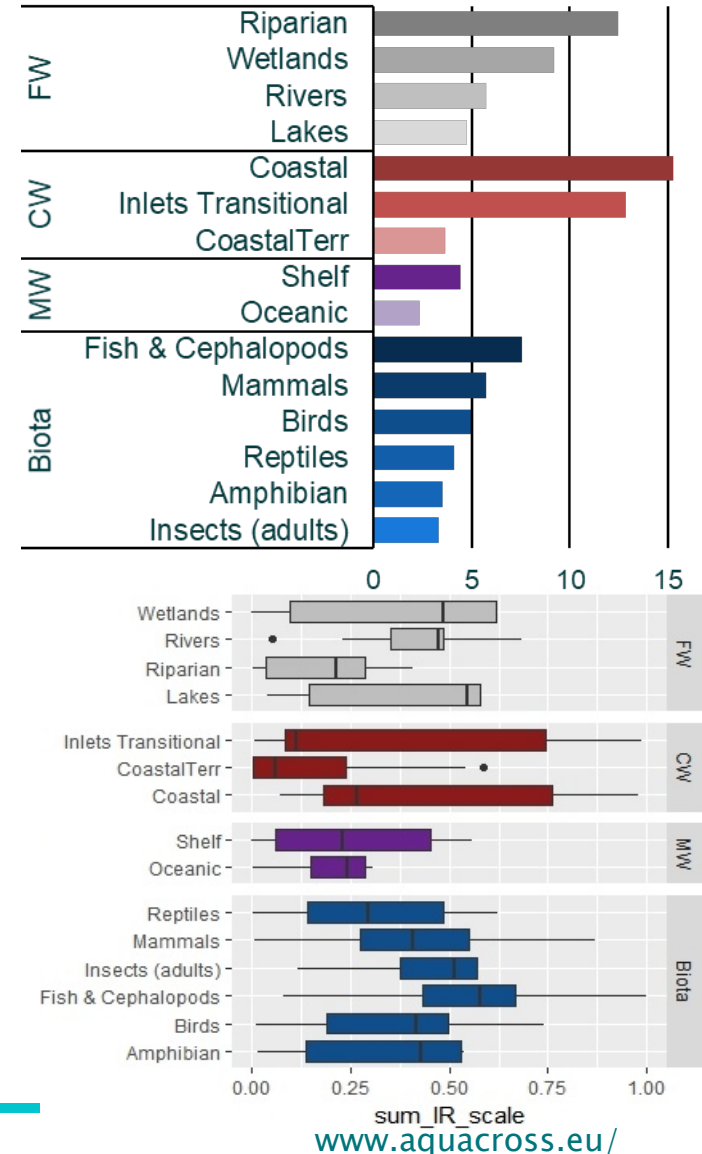 FW
Riparian
Wetlands
Rivers
Lakes
CW
Coastal
Inlets Transitional
CoastalTerr
MW
Shelf
Oceanic
Biota
Fish & Cephalopods
Mammals
Birds
Reptiles
Amphibian
Insects (adults)
0 5 10 15
Wetlands
Rivers
Riparian
Lakes
FW
Inlets Transitional
CoastalTerr
Coastal
CW
Shelf
Oceanic
MW
Reptiles
Mammals
Insects (adults)
Fish & Cephalopods
Birds
Amphibian
Biota
0.00 0.25 0.50 0.75 1.00
sum_IR_scale
www.aquacross.eu/